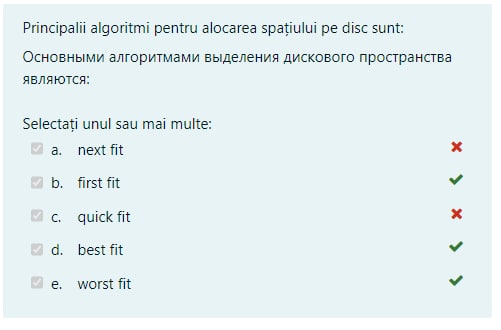 Principalii algoritmi pentru alocarea spațiului pe disc sunt:
Основными алгоритмами выделения дискового пространства
являются:
Selectați unul sau mai multe:
a. next fit
b. first fit
c. quick fit
d. best fit
e. worst fit